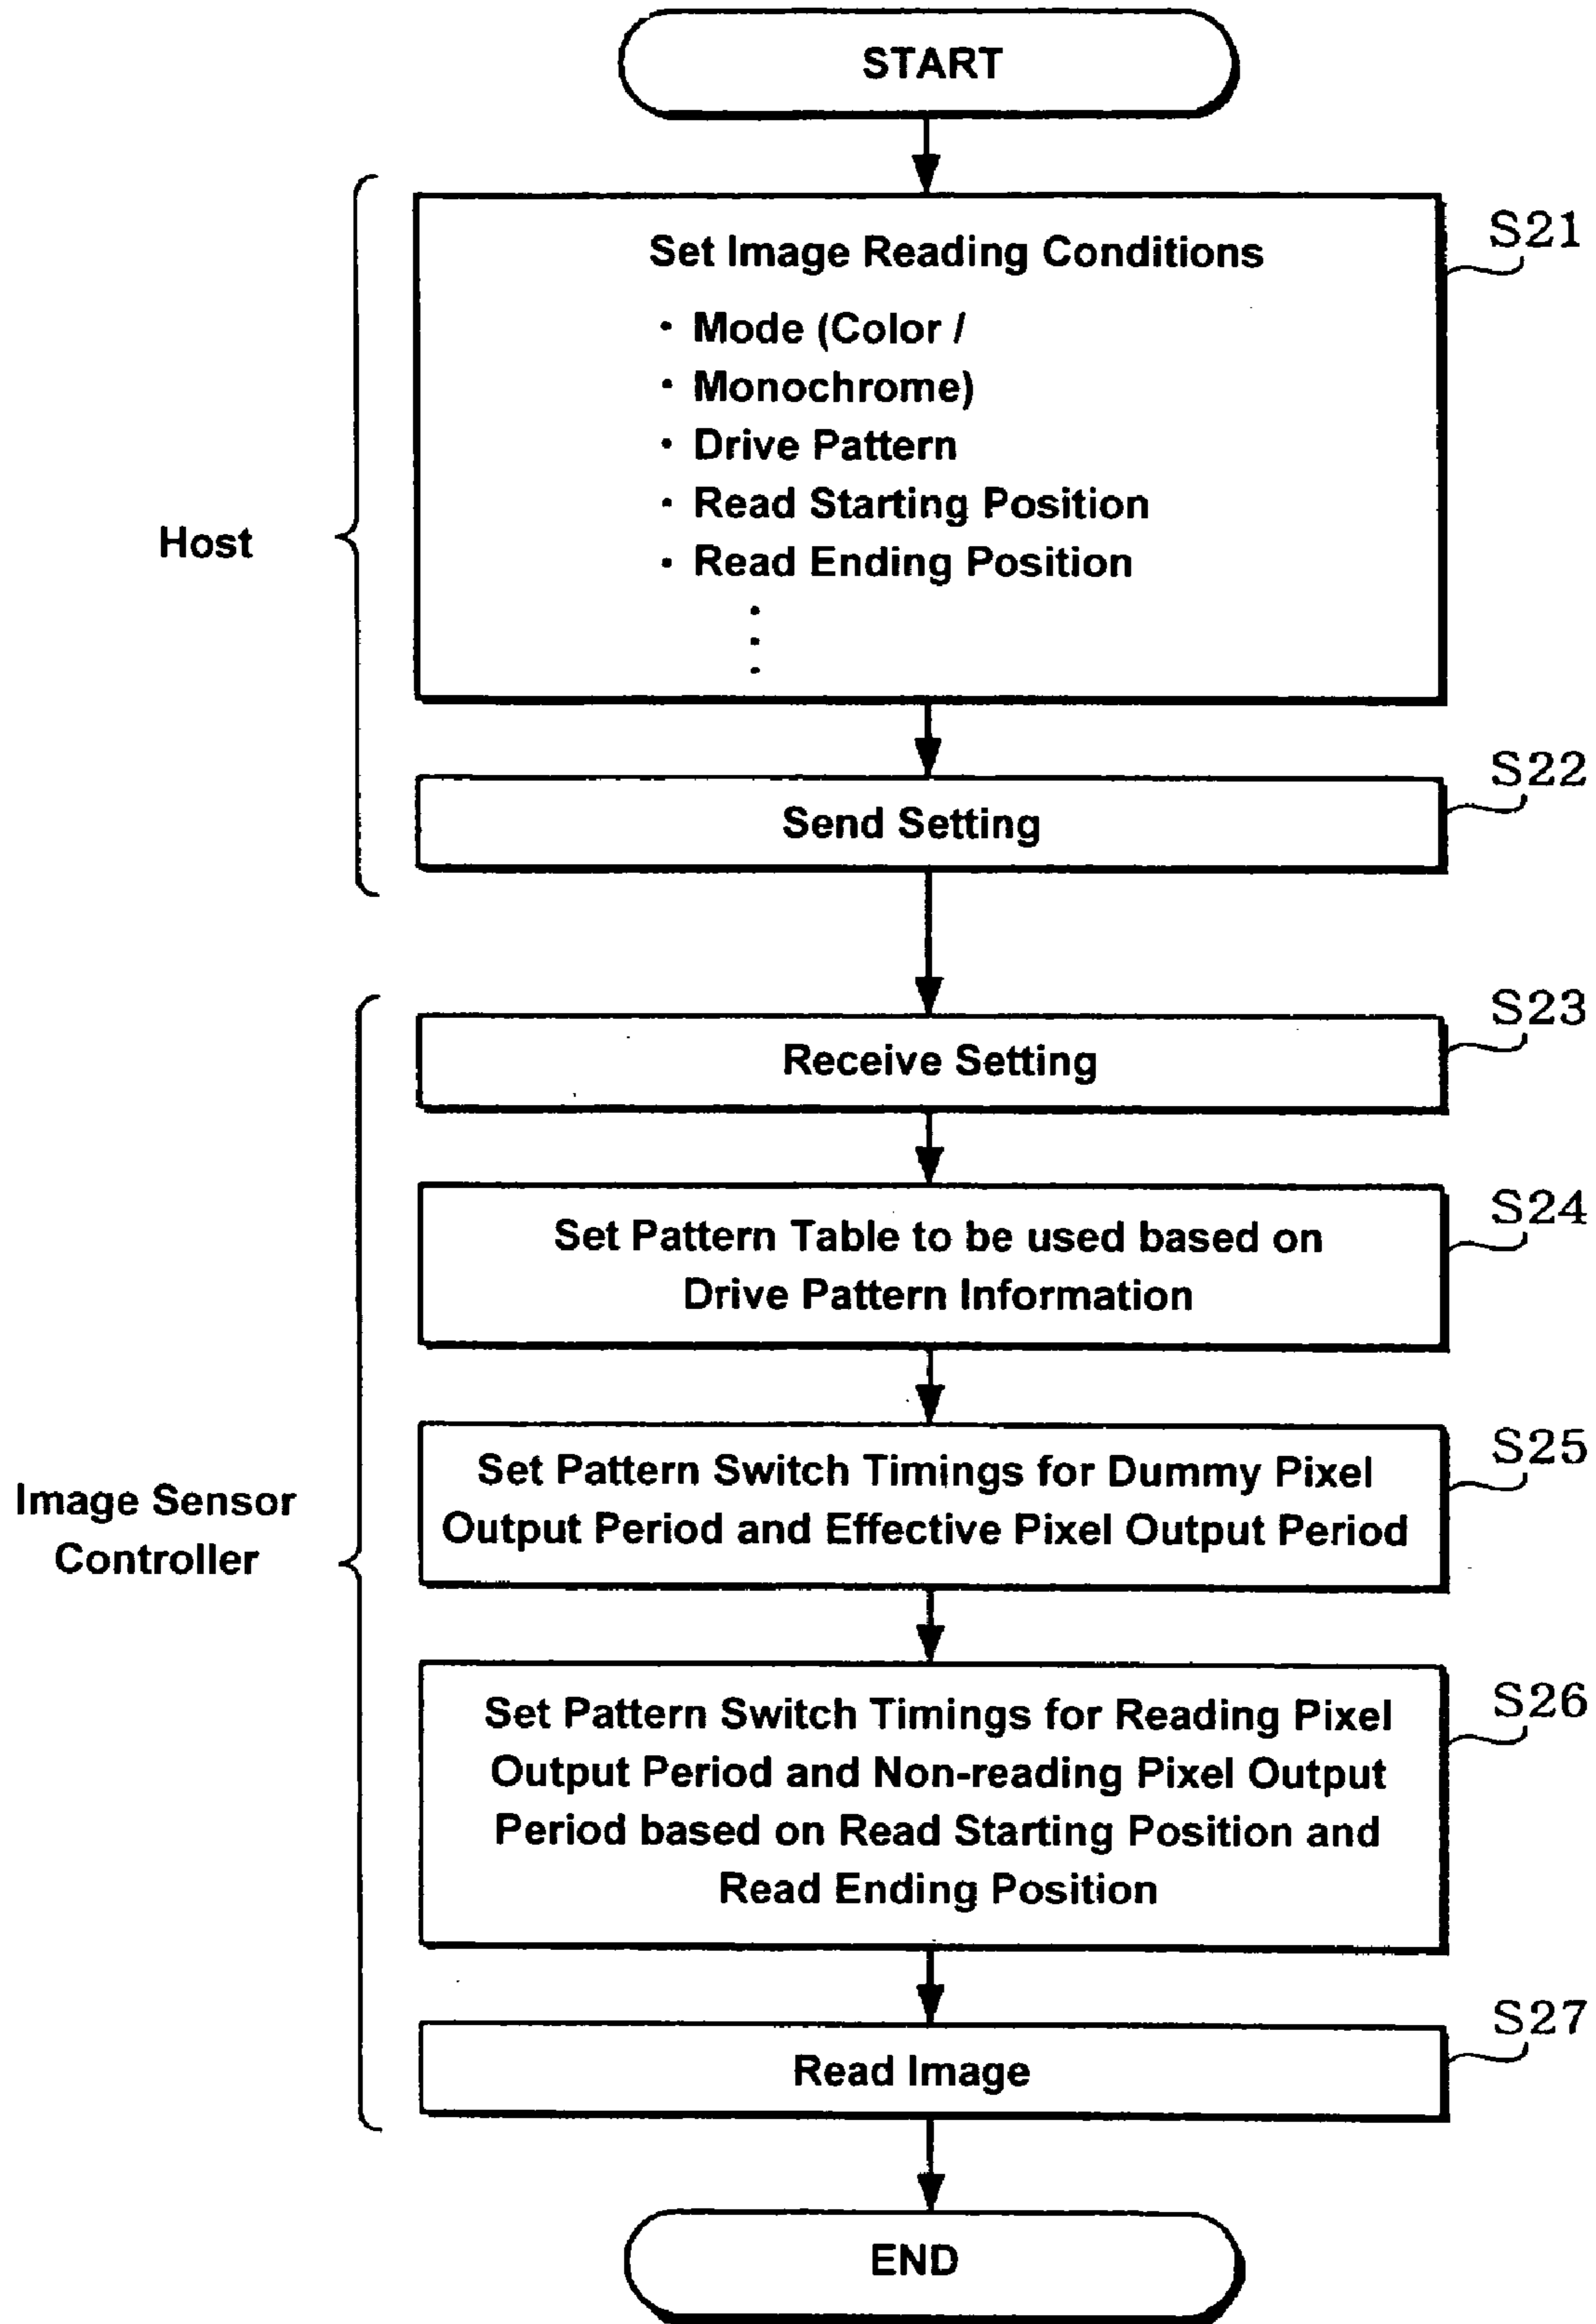 START
S21
Set Image Reading Conditions
· Mode (Color /
· Monochrome)
· Drive Pattern
· Read Starting Position
· Read Ending Position
Host
S22
Send Setting
S23
Receive Setting
S24
Set Pattern Table to be used based on
Drive Pattern Information
S25
Set Pattern Switch Timings for Dummy Pixel
Output Period and Effective Pixel Output Period
Image Sensor
Controller
S26
Set Pattern Switch Timings for Reading Pixel
Output Period and Non-reading Pixel Output
Period based on Read Starting Position and
Read Ending Position
S27
Read Image
END